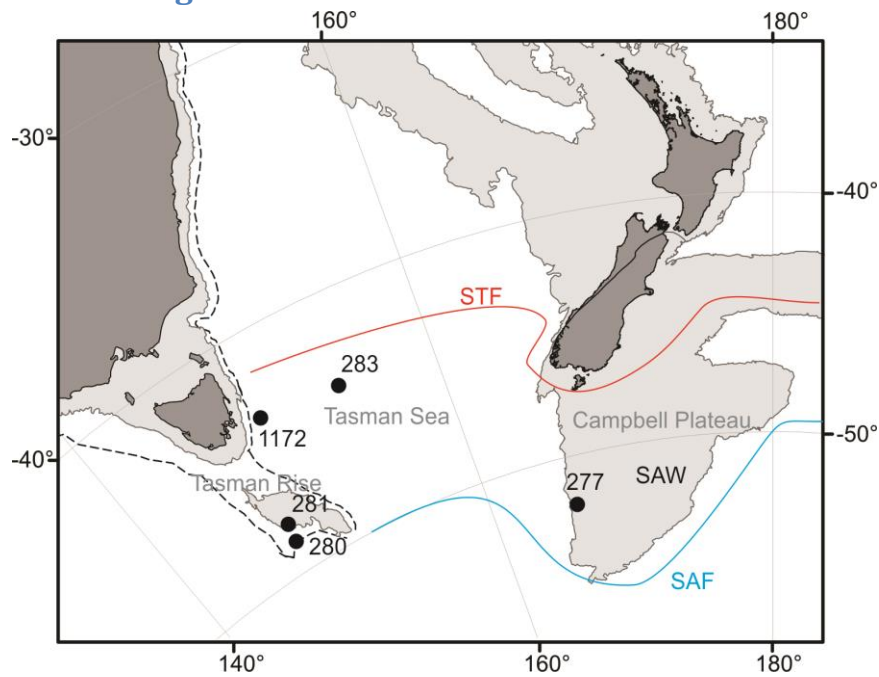 160°
180°
-30°
-40°
STF
283
Tasman Sea
1172
Campbell Plateau
-50°
-40°
Tasman Rise
277
SAW
281
280
SAF
140°
160°
180°